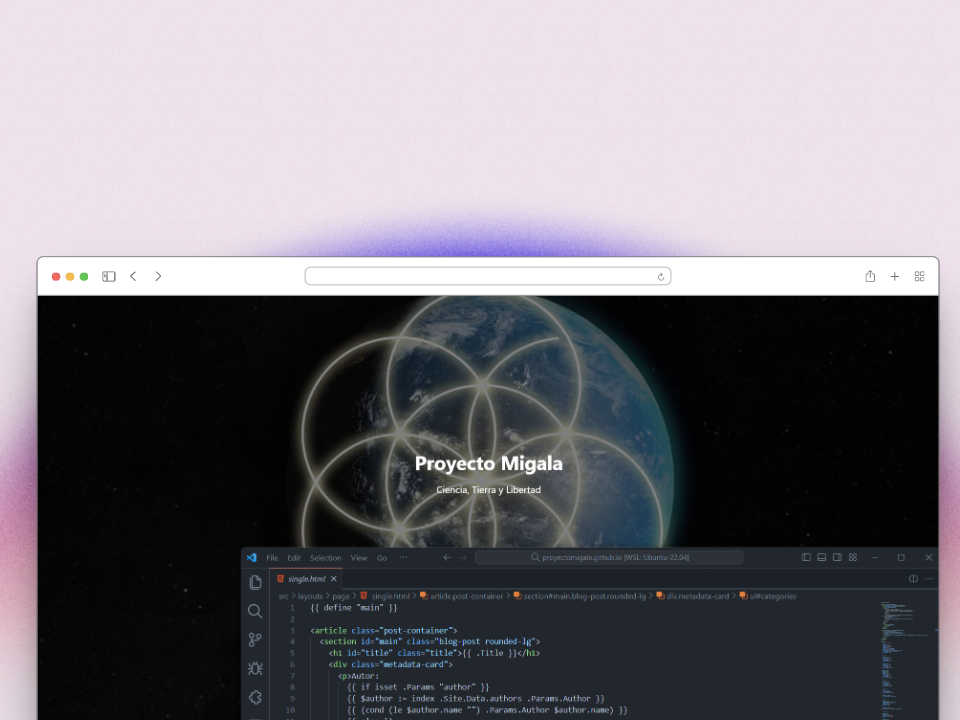 Proyecto Migala
Ciencia, Tierra y Libertad
File Edit Selection View Go ···
proyectomigala.github.io [WSL: Ubuntu-22.04]
single.html
src > layouts > page > single.html > article.post-container > section#main.blog-post.rounded-lg > div.metadata-card > ul#categories
1 {{ define "main" }}
2
3 <article class="post-container">
4 <section id="main" class="blog-post rounded-lg">
5 <h1 id="title" class="title">{{ .Title }}</h1>
6 <div class="metadata-card">
7 <p>Autor:
8 {{ if isset .Params "author" }}
9 {{ $author := index .Site.Data.authors .Params.Author }}
10 {{ (cond (le $author.name "") .Params.Author $author.name) }}